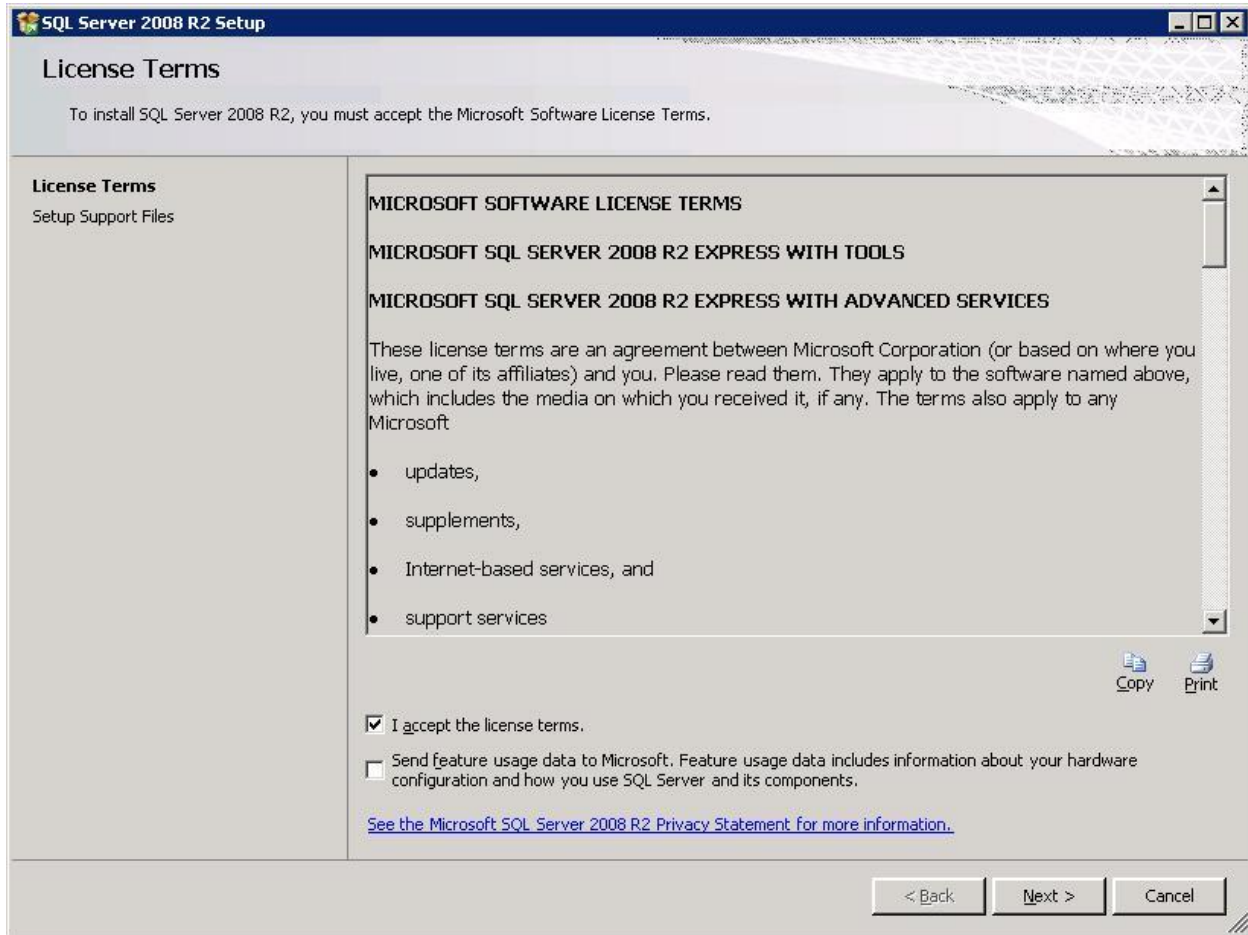 SQL Server 2008 R2 Setup
License Terms
To install SQL Server 2008 R2, you must accept the Microsoft Software License Terms.
License Terms
Setup Support Files
MICROSOFT SOFTWARE LICENSE TERMS
MICROSOFT SQL SERVER 2008 R2 EXPRESS WITH TOOLS
MICROSOFT SQL SERVER 2008 R2 EXPRESS WITH ADVANCED SERVICES
These license terms are an agreement between Microsoft Corporation (or based on where you
live, one of its affiliates) and you. Please read them. They apply to the software named above,
which includes the media on which you received it, if any. The terms also apply to any
Microsoft
• updates,
• supplements,
• Internet-based services, and
• support services
Copy Print
I accept the license terms.
Send feature usage data to Microsoft. Feature usage data includes information about your hardware
configuration and how you use SQL Server and its components.
See the Microsoft SQL Server 2008 R2 Privacy Statement for more information.
< Back Next > Cancel